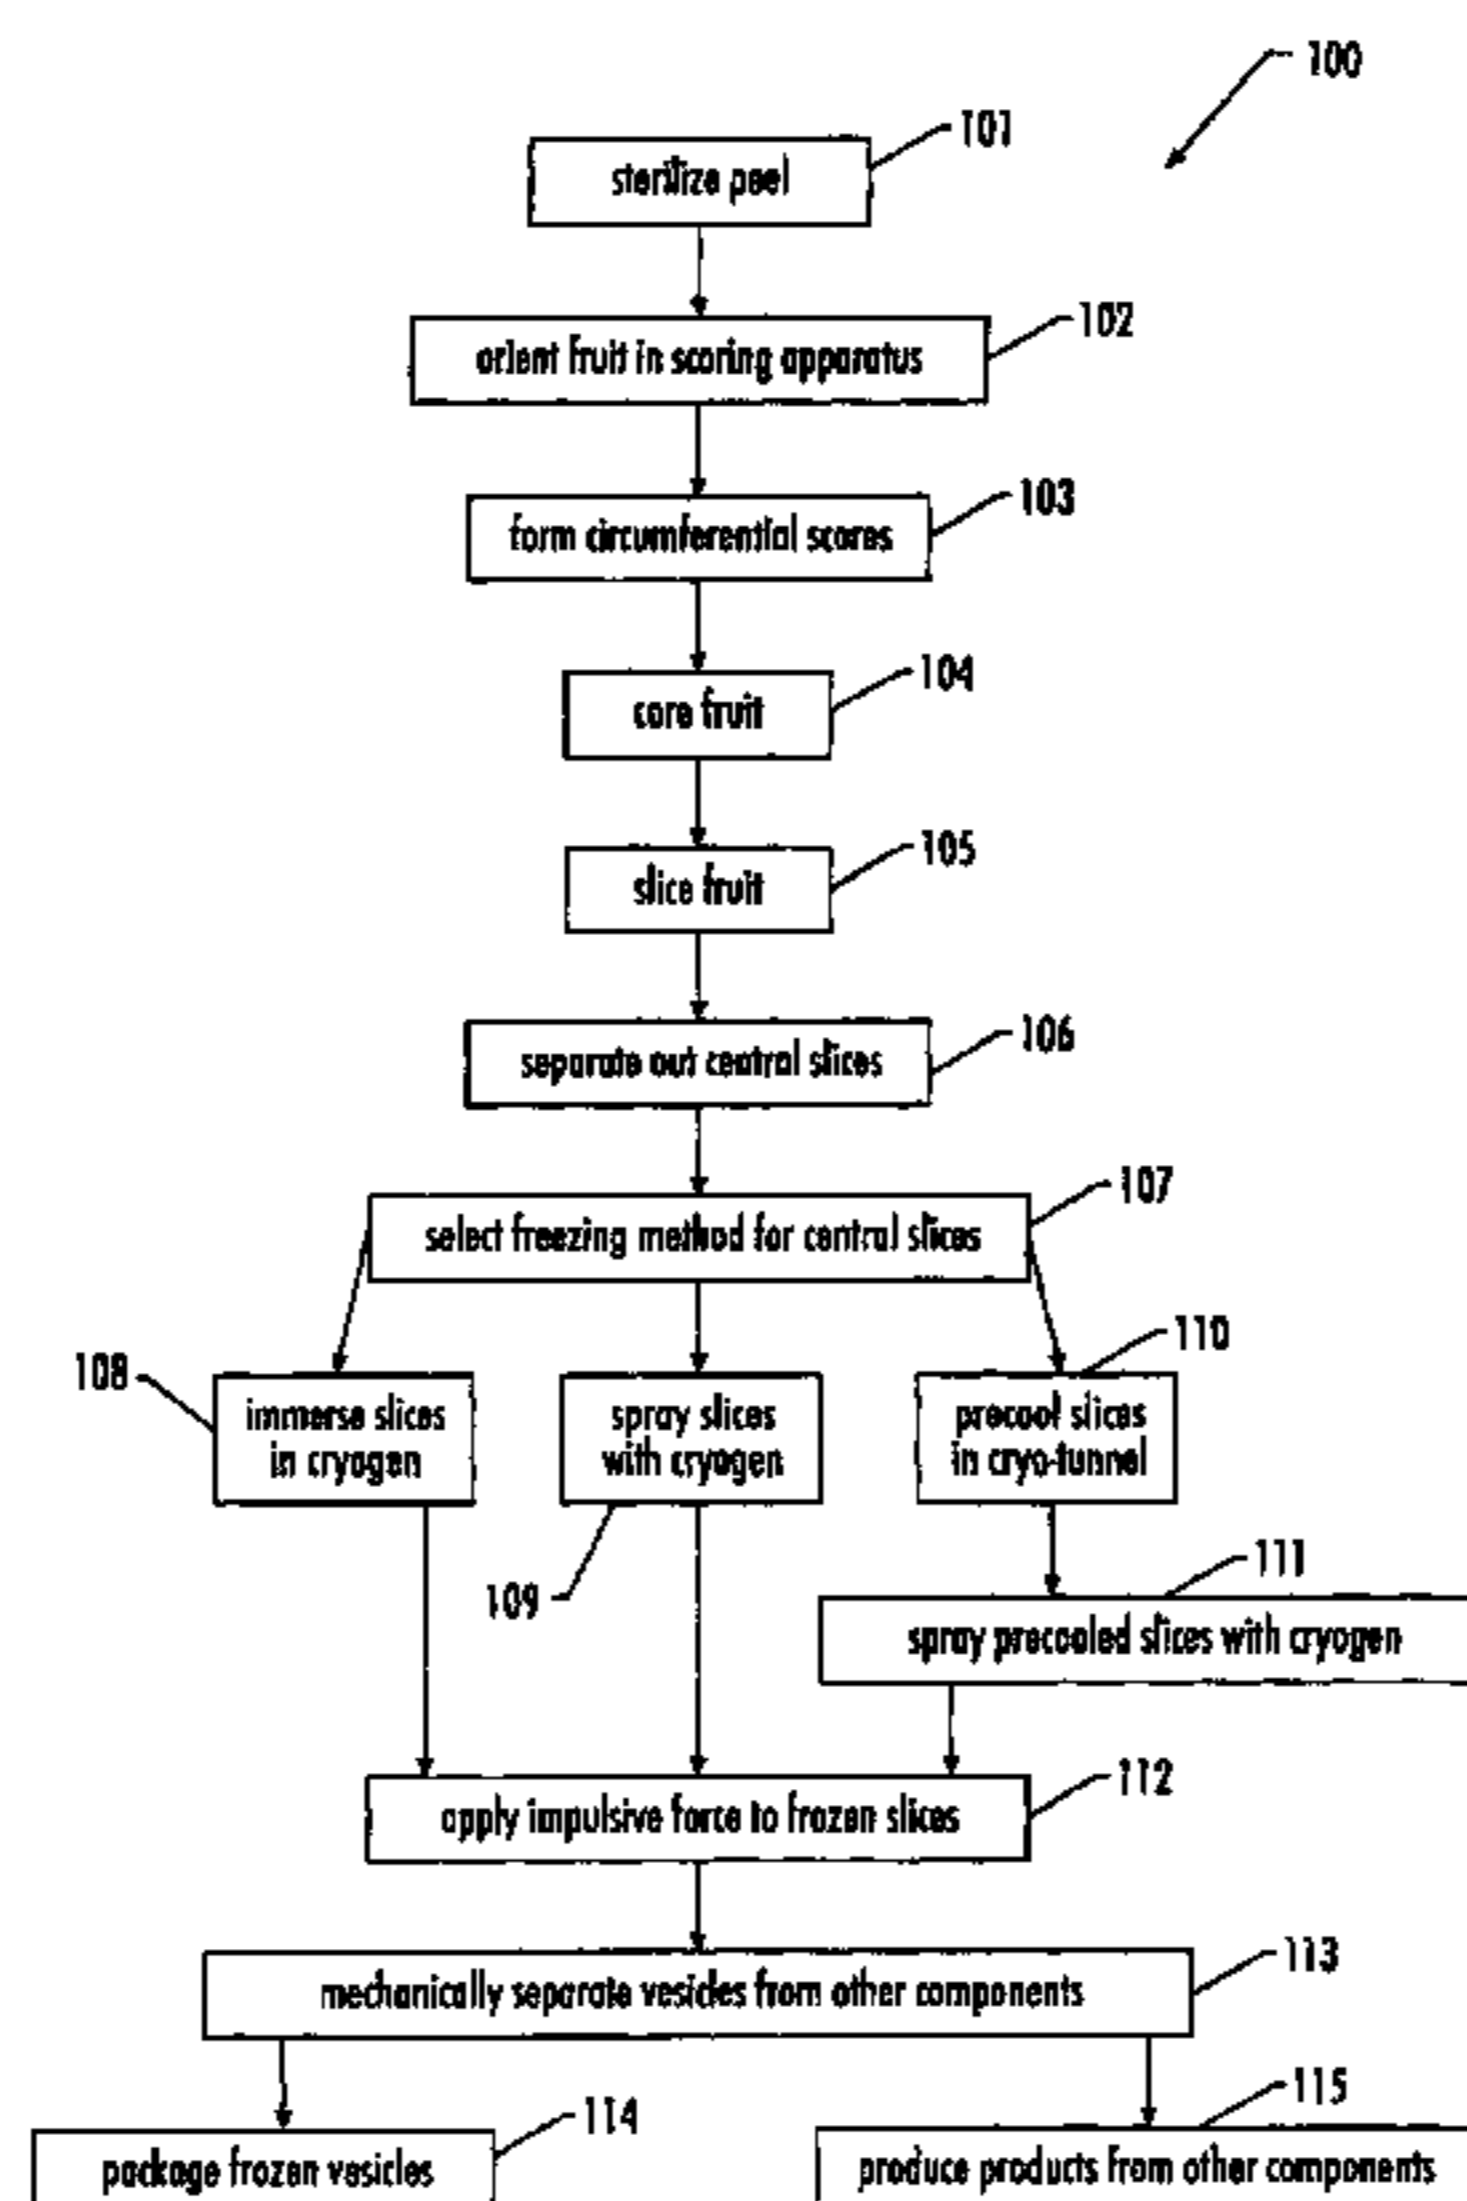 100
101
sterilize peel
102
orient fruit in scoring apparatus
103
form circumferential scores
104
core fruit
105
slice fruit
106
separate out central slices
107
select freezing method for central slices
108
immerse slices
in cryogen
109
spray slices
with cryogen
110
precool slices
in cryo-tunnel
111
spray precooled slices with cryogen
112
apply impulsive force to frozen slices
113
mechanically separate vesicles from other components
114
package frozen vesicles
115
produce products from other components